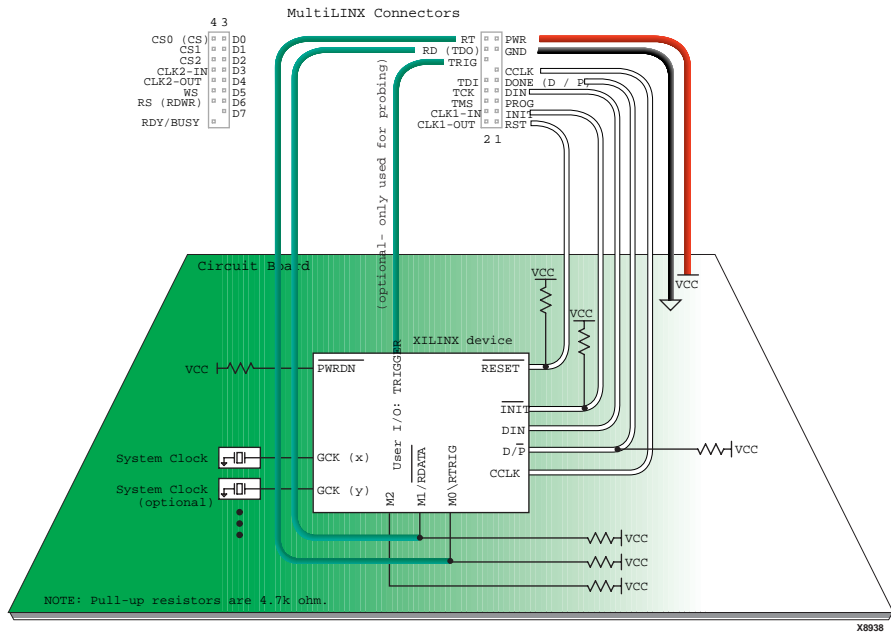 MultiLINX Connectors
4 3
CS0 (CS) D0
CS1 D1
CS2 D2
CLK2-IN D3
CLK2-OUT D4
WS D5
RS (RDWR) D6
D7
RDY/BUSY
RT PWR
RD (TDO) GND
TRIG
CCLK
TDI DONE (D / P)
TCK DIN
TMS PROG
CLK1-IN INIT
CLK1-OUT RST
2 1
(optional- only used for probing)
Circuit Board
VCC
VCC
VCC
XILINX device
VCC
PWRDN
RESET
User I/O: TRIGGER
INIT
DIN
D/P
VCC
CCLK
System Clock
GCK (x)
System Clock
(optional)
GCK (y)
M2
M1/RDATA
M0\RTRIG
VCC
VCC
VCC
NOTE: Pull-up resistors are 4.7k ohm.
X8938